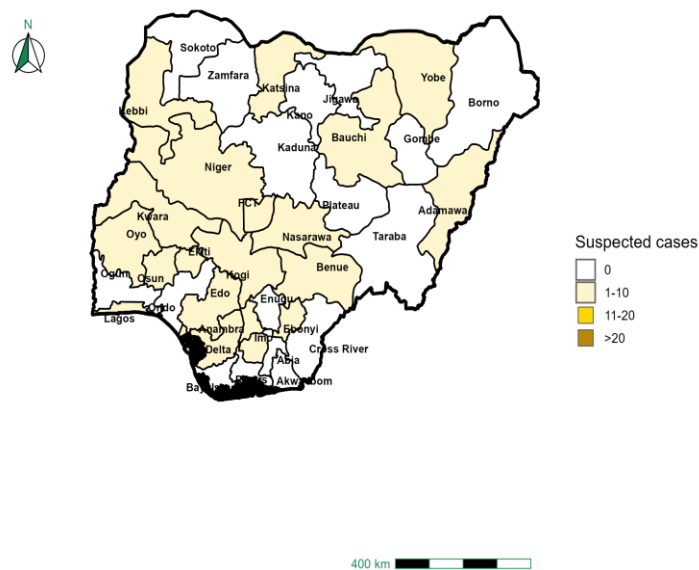 N
Sokoto
Zamfara
Katsina
Yobe
Jigawa
Borno
Kebbi
Kano
Bauchi
Gombe
Kaduna
Niger
FCT
Plateau
Adamawa
Kwara
Oyo
Nasarawa
Taraba
Ekiti
Benue
Ogun
Osun
Kogi
Edo
Enugu
Ondo
Lagos
Anambra
Ebonyi
Imo
Delta
Cross River
Abia
Akwa Ibom
Suspected cases
0
1-10
11-20
>20
400 km